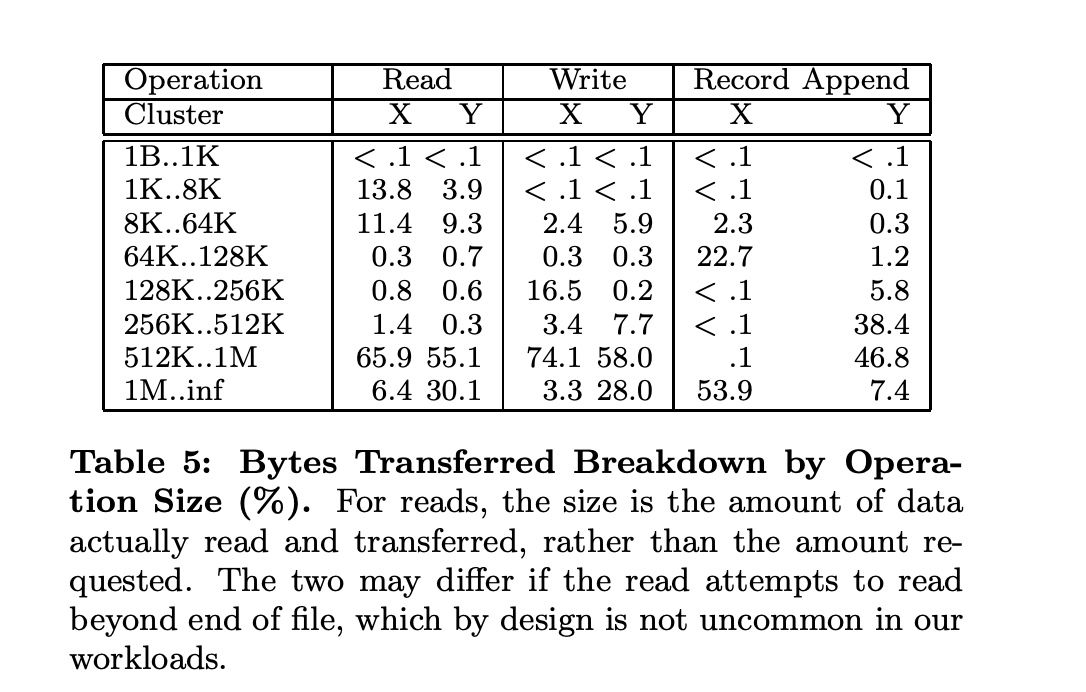 Operation Read Write Record Append
Cluster X Y X Y X Y
1B..1K < .1 < .1 < .1 < .1 < .1 < .1
1K..8K 13.8 3.9 < .1 < .1 < .1 0.1
8K..64K 11.4 9.3 2.4 5.9 2.3 0.3
64K..128K 0.3 0.7 0.3 0.3 22.7 1.2
128K..256K 0.8 0.6 16.5 0.2 < .1 5.8
256K..512K 1.4 0.3 3.4 7.7 < .1 38.4
512K..1M 65.9 55.1 74.1 58.0 .1 46.8
1M..inf 6.4 30.1 3.3 28.0 53.9 7.4
Table 5: Bytes Transferred Breakdown by Opera-
tion Size (%). For reads, the size is the amount of data
actually read and transferred, rather than the amount re-
quested. The two may differ if the read attempts to read
beyond end of file, which by design is not uncommon in our
workloads.